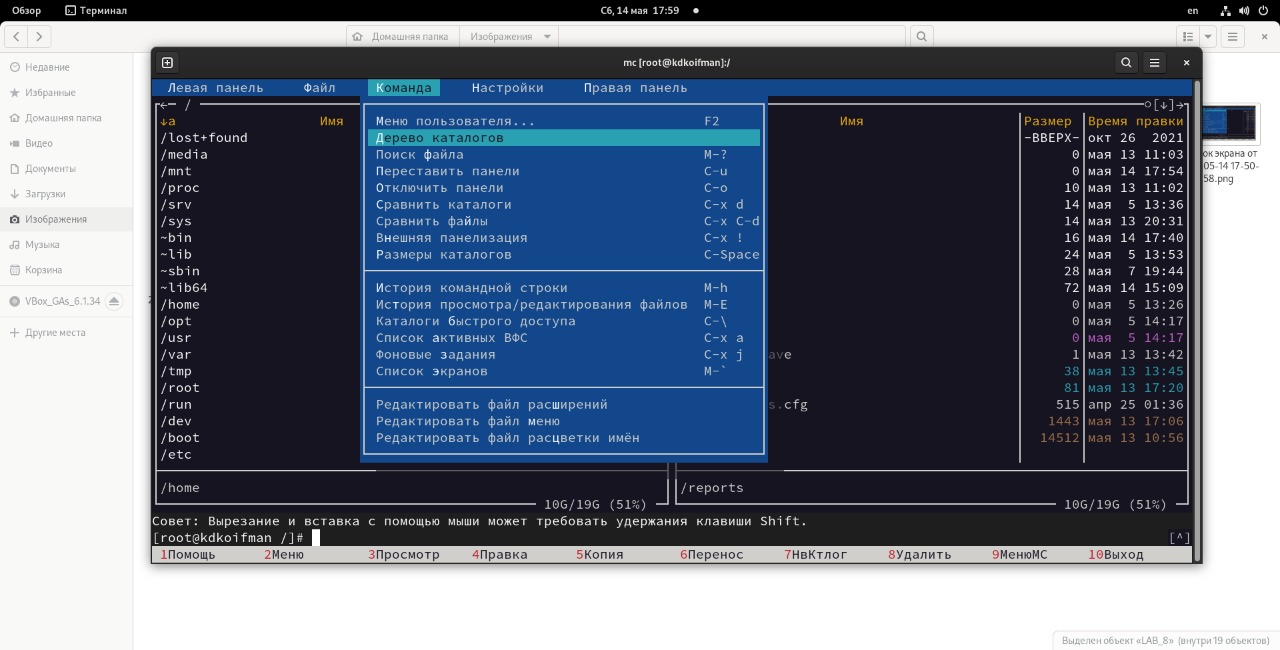 Обзор Терминал Сб, 14 мая 17:59 en
Домашняя папка Изображения
Недавние
Избранные
Домашняя папка
Видео
Документы
Загрузки
Изображения
Музыка
Корзина
VBox_GAs_6.1.34
Другие места
ок экрана от
05-14 17-50-
58.png
mc [root@kdkoifman]:/
Левая панель Файл Команда Настройки Правая панель
←─ / ○[↓]→
↓а Имя Имя Размер Время правки
/lost+found
/media
/mnt
/proc
/srv
/sys
~bin
~lib
~sbin
~lib64
/home
/opt
/usr
/var
/tmp
/root
/run
/dev
/boot
/etc
Меню пользователя... F2
Дерево каталогов
Поиск файла M-?
Переставить панели C-u
Отключить панели C-o
Сравнить каталоги C-x d
Сравнить файлы C-x C-d
Внешняя панелизация C-x !
Размеры каталогов C-Space
История командной строки M-h
История просмотра/редактирования файлов M-E
Каталоги быстрого доступа C-\
Список активных ВФС C-x a
Фоновые задания C-x j
Список экранов M-`
Редактировать файл расширений
Редактировать файл меню
Редактировать файл расцветки имён
-ВВЕРХ- окт 26 2021
0 мая 13 11:03
0 мая 14 17:54
10 мая 13 11:02
14 мая 5 13:36
14 мая 13 20:31
16 мая 14 17:40
24 мая 5 13:53
28 мая 7 19:44
72 мая 14 15:09
0 мая 5 13:26
0 мая 5 14:17
0 мая 5 14:17
ave 1 мая 13 13:42
38 мая 13 13:45
81 мая 13 17:20
s.cfg 515 апр 25 01:36
1443 мая 13 17:06
14512 мая 13 10:56
/home /reports
10G/19G (51%) 10G/19G (51%)
Совет: Вырезание и вставка с помощью мыши может требовать удержания клавиши Shift.
[root@kdkoifman /]# [^]
1Помощь 2Меню 3Просмотр 4Правка 5Копия 6Перенос 7НвКтлог 8Удалить 9МенюМС 10Выход
Выделен объект «LAB_8» (внутри 19 объектов)